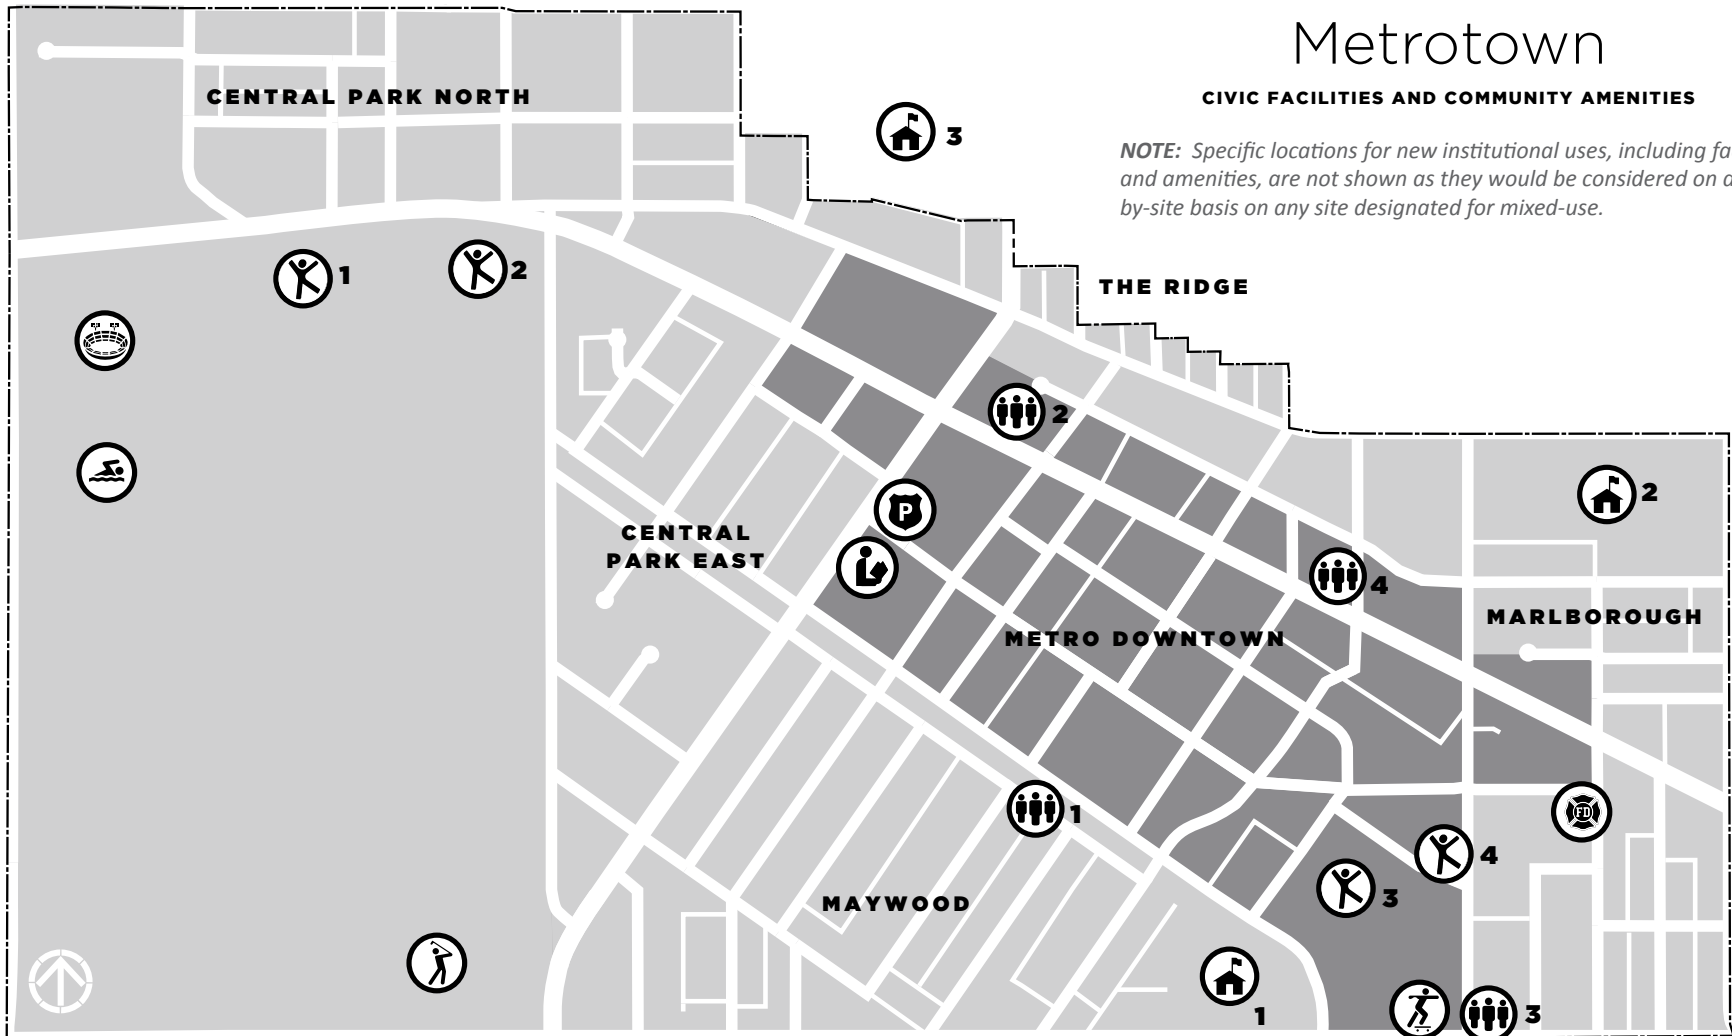 Metrotown
CIVIC FACILITIES AND COMMUNITY AMENITIES
NOTE: Specific locations for new institutional uses, including fa
and amenities, are not shown as they would be considered on a
by-site basis on any site designated for mixed-use.
CENTRAL PARK NORTH
3
1
2
THE RIDGE
2
P
CENTRAL
PARK EAST
2
4
METRO DOWNTOWN
MARLBOROUGH
1
FD
4
3
MAYWOOD
1
3